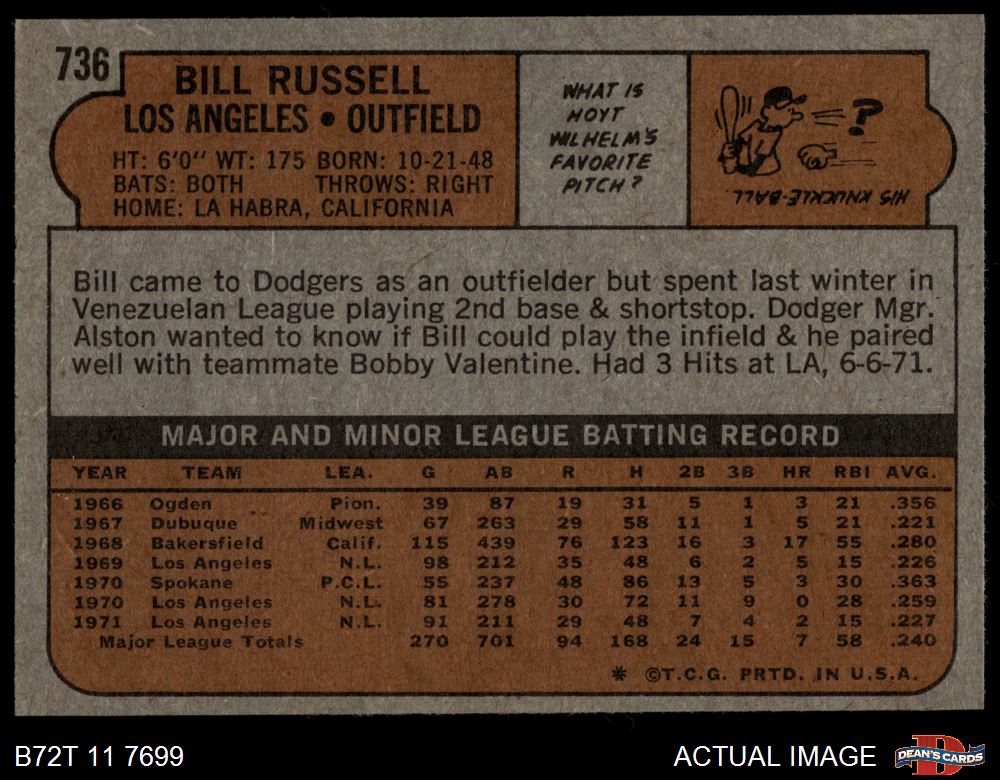 736
BILL RUSSELL
LOS ANGELES • OUTFIELD
HT: 6'0" WT: 175 BORN: 10-21-48
BATS: BOTH THROWS: RIGHT
HOME: LA HABRA, CALIFORNIA
WHAT IS
HOYT
WILHELM'S
FAVORITE
PITCH?
?
HIS KNUCKLE-BALL.
Bill came to Dodgers as an outfielder but spent last winter in
Venezuelan League playing 2nd base & shortstop. Dodger Mgr.
Alston wanted to know if Bill could play the infield & he paired
well with teammate Bobby Valentine. Had 3 Hits at LA, 6-6-71.
MAJOR AND MINOR LEAGUE BATTING RECORD
YEAR TEAM LEA. G AB R H 2B 3B HR RBI AVG.
1966 Ogden Pion. 39 87 19 31 5 1 3 21 .356
1967 Dubuque Midwest 67 263 29 58 11 1 5 21 .221
1968 Bakersfield Calif. 115 439 76 123 16 3 17 55 .280
1969 Los Angeles N.L. 98 212 35 48 6 2 5 15 .226
1970 Spokane P.C.L. 55 237 48 86 13 5 3 30 .363
1970 Los Angeles N.L. 81 278 30 72 11 9 0 28 .259
1971 Los Angeles N.L. 91 211 29 48 7 4 2 15 .227
Major League Totals 270 701 94 168 24 15 7 58 .240
* ©T.C.G. PRTD. IN U.S.A.
B72T 11 7699
ACTUAL IMAGE
D
DEAN'S CARDS